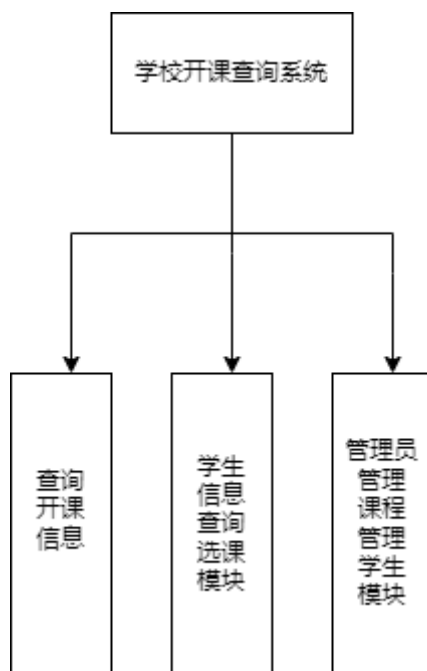 学校开课查询系统
查询
开课
信息
学生
信息
查询
选课
模块
管理员
管理
课程
管理
学生
模块